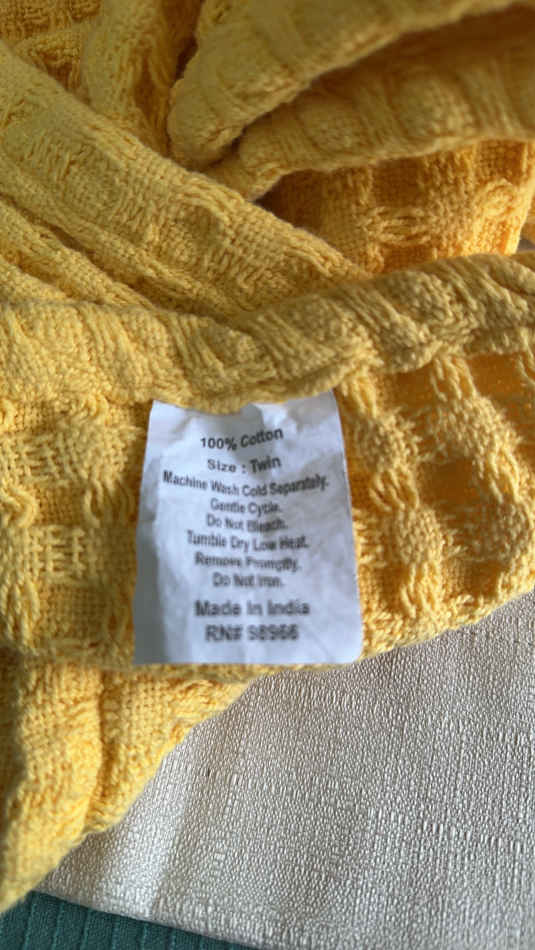 100% Cotton
Size : Twin
Machine Wash Cold Separately.
Gentle Cycle.
Do Not Bleach.
Tumble Dry Low Heat.
Remove Promptly.
Do Not Iron.
Made In India
RN#